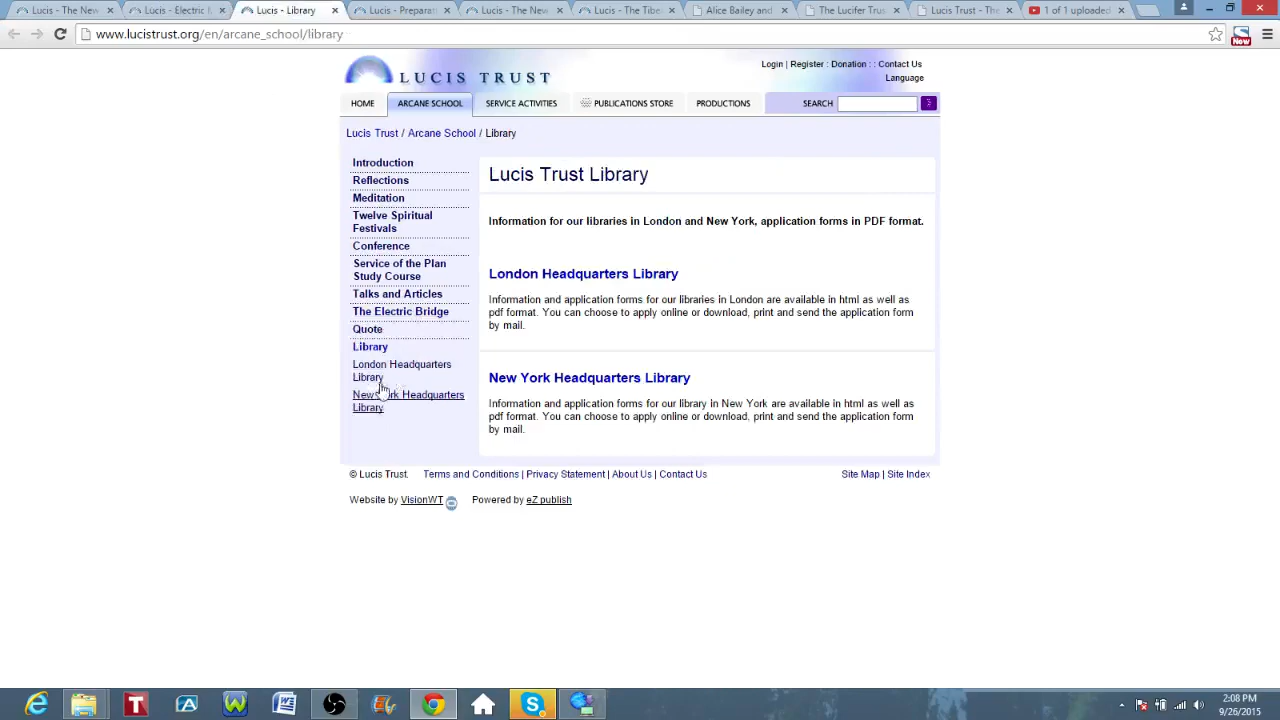 Lucis - The New
Lucis - Electric
Lucis - Library
Lucis - Prepara
Lucis - The New
Lucis - The Tibe
Alice Bailey and
The Lucifer Trus
Lucis Trust - The
1 of 1 uploaded
www.lucistrust.org/en/arcane_school/library
New
LUCIS TRUST
Login | Register : Donation : : Contact Us
Language
HOME ARCANE SCHOOL SERVICE ACTIVITIES PUBLICATIONS STORE PRODUCTIONS SEARCH
Lucis Trust / Arcane School / Library
Introduction
Reflections
Meditation
Twelve Spiritual
Festivals
Conference
Service of the Plan
Study Course
Talks and Articles
The Electric Bridge
Quote
Library
London Headquarters
Library
New York Headquarters
Library
Lucis Trust Library
Information for our libraries in London and New York, application forms in PDF format.
London Headquarters Library
Information and application forms for our libraries in London are available in html as well as
pdf format. You can choose to apply online or download, print and send the application form
by mail.
New York Headquarters Library
Information and application forms for our library in New York are available in html as well as
pdf format. You can choose to apply online or download, print and send the application form
by mail.
© Lucis Trust. Terms and Conditions | Privacy Statement | About Us | Contact Us
Site Map | Site Index
Website by VisionWT Powered by eZ publish
2:08 PM
9/26/2015